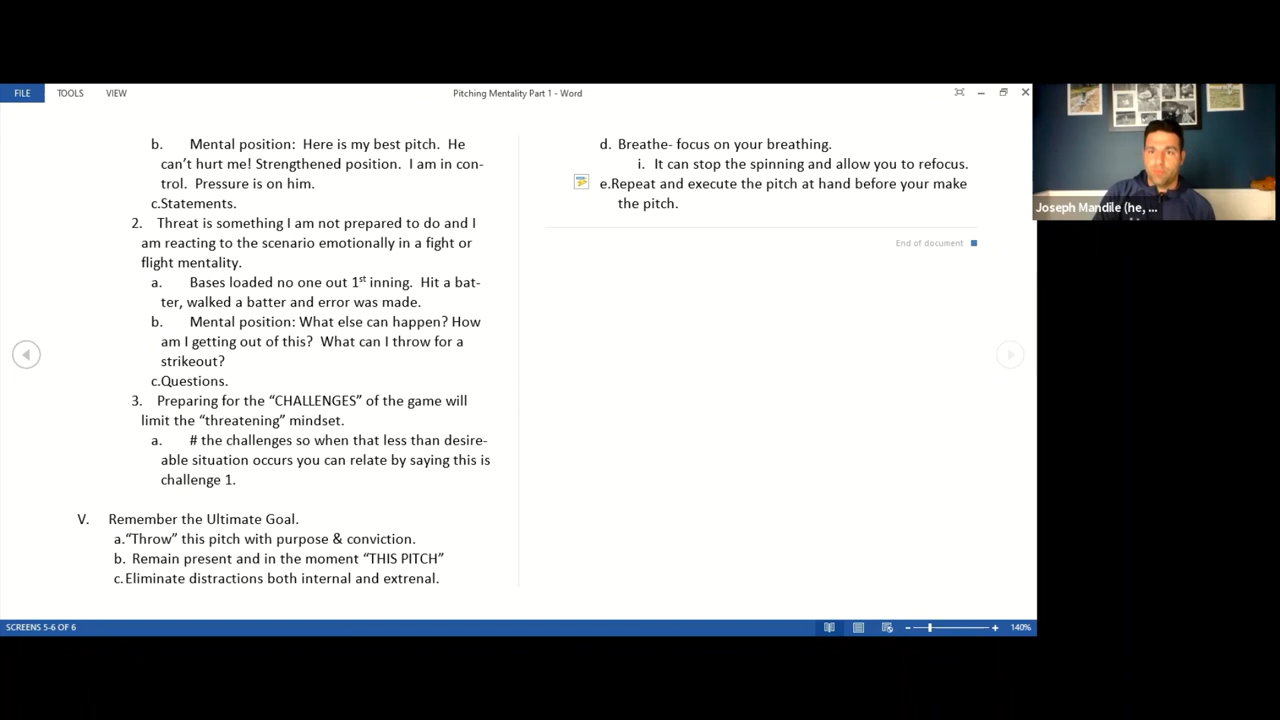 FILE
TOOLS
VIEW
Pitching Mentality Part 1 - Word
b. Mental position: Here is my best pitch. He
can’t hurt me! Strengthened position. I am in con-
trol. Pressure is on him.
c.Statements.
2. Threat is something I am not prepared to do and I
am reacting to the scenario emotionally in a fight or
flight mentality.
a. Bases loaded no one out 1st inning. Hit a bat-
ter, walked a batter and error was made.
b. Mental position: What else can happen? How
am I getting out of this? What can I throw for a
strikeout?
c.Questions.
3. Preparing for the “CHALLENGES” of the game will
limit the “threatening” mindset.
a. # the challenges so when that less than desire-
able situation occurs you can relate by saying this is
challenge 1.
V. Remember the Ultimate Goal.
a.“Throw” this pitch with purpose & conviction.
b. Remain present and in the moment “THIS PITCH”
c.Eliminate distractions both internal and extrenal.
d. Breathe- focus on your breathing.
i. It can stop the spinning and allow you to refocus.
e.Repeat and execute the pitch at hand before your make
the pitch.
End of document
Joseph Mandile (he, ...
SCREENS 5-6 OF 6
140%